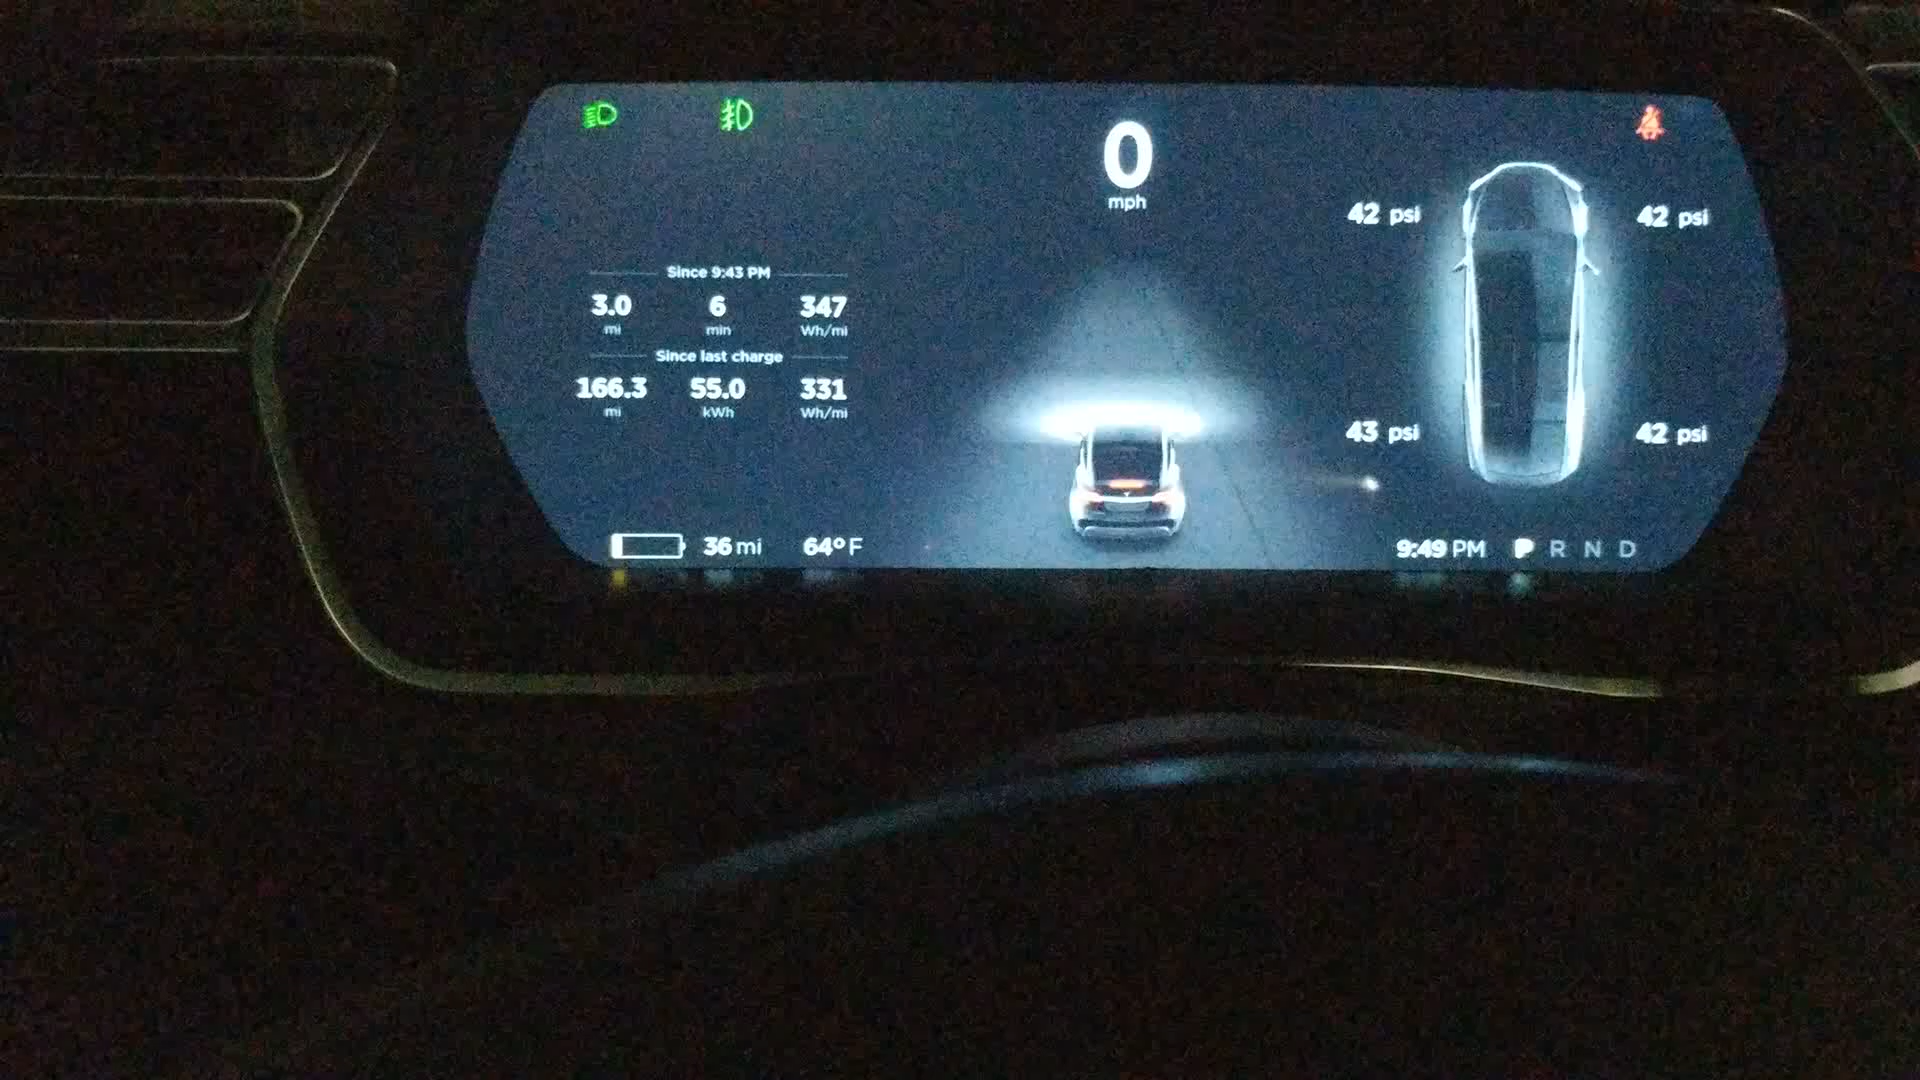 0
mph
42 psi
42 psi
Since 9:43 PM
3.0 6 347
mi min Wh/mi
Since last charge
166.3 55.0 331
mi kWh Wh/mi
43 psi
42 psi
36 mi 64°F
9:49 PM P R N D